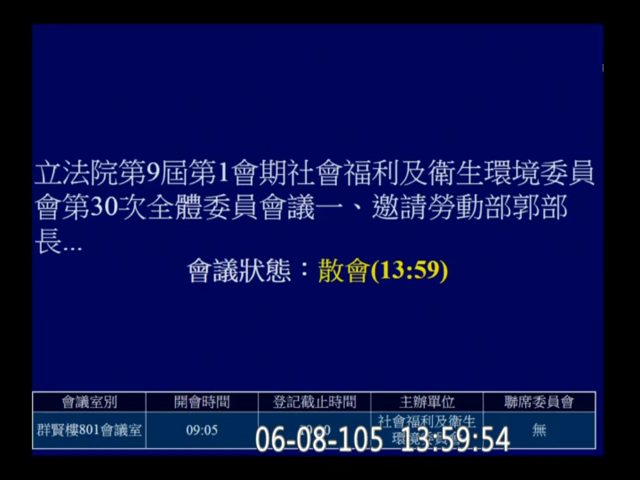 立法院第9屆第1會期社會福利及衛生環境委員
會第30次全體委員會議一、邀請勞動部郭部
長...
會議狀態：散會(13:59)
會議室別 開會時間 登記截止時間 主辦單位 聯席委員會
群賢樓801會議室 09:05 社會福利及衛生 無
環境
06-08-105 13:59:54